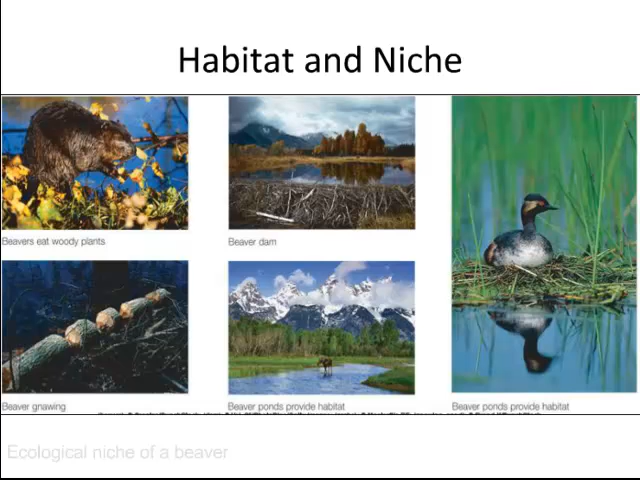 Habitat and Niche
Beavers eat woody plants
Beaver dam
Beaver gnawing
Beaver ponds provide habitat
Beaver ponds provide habitat
Ecological niche of a beaver